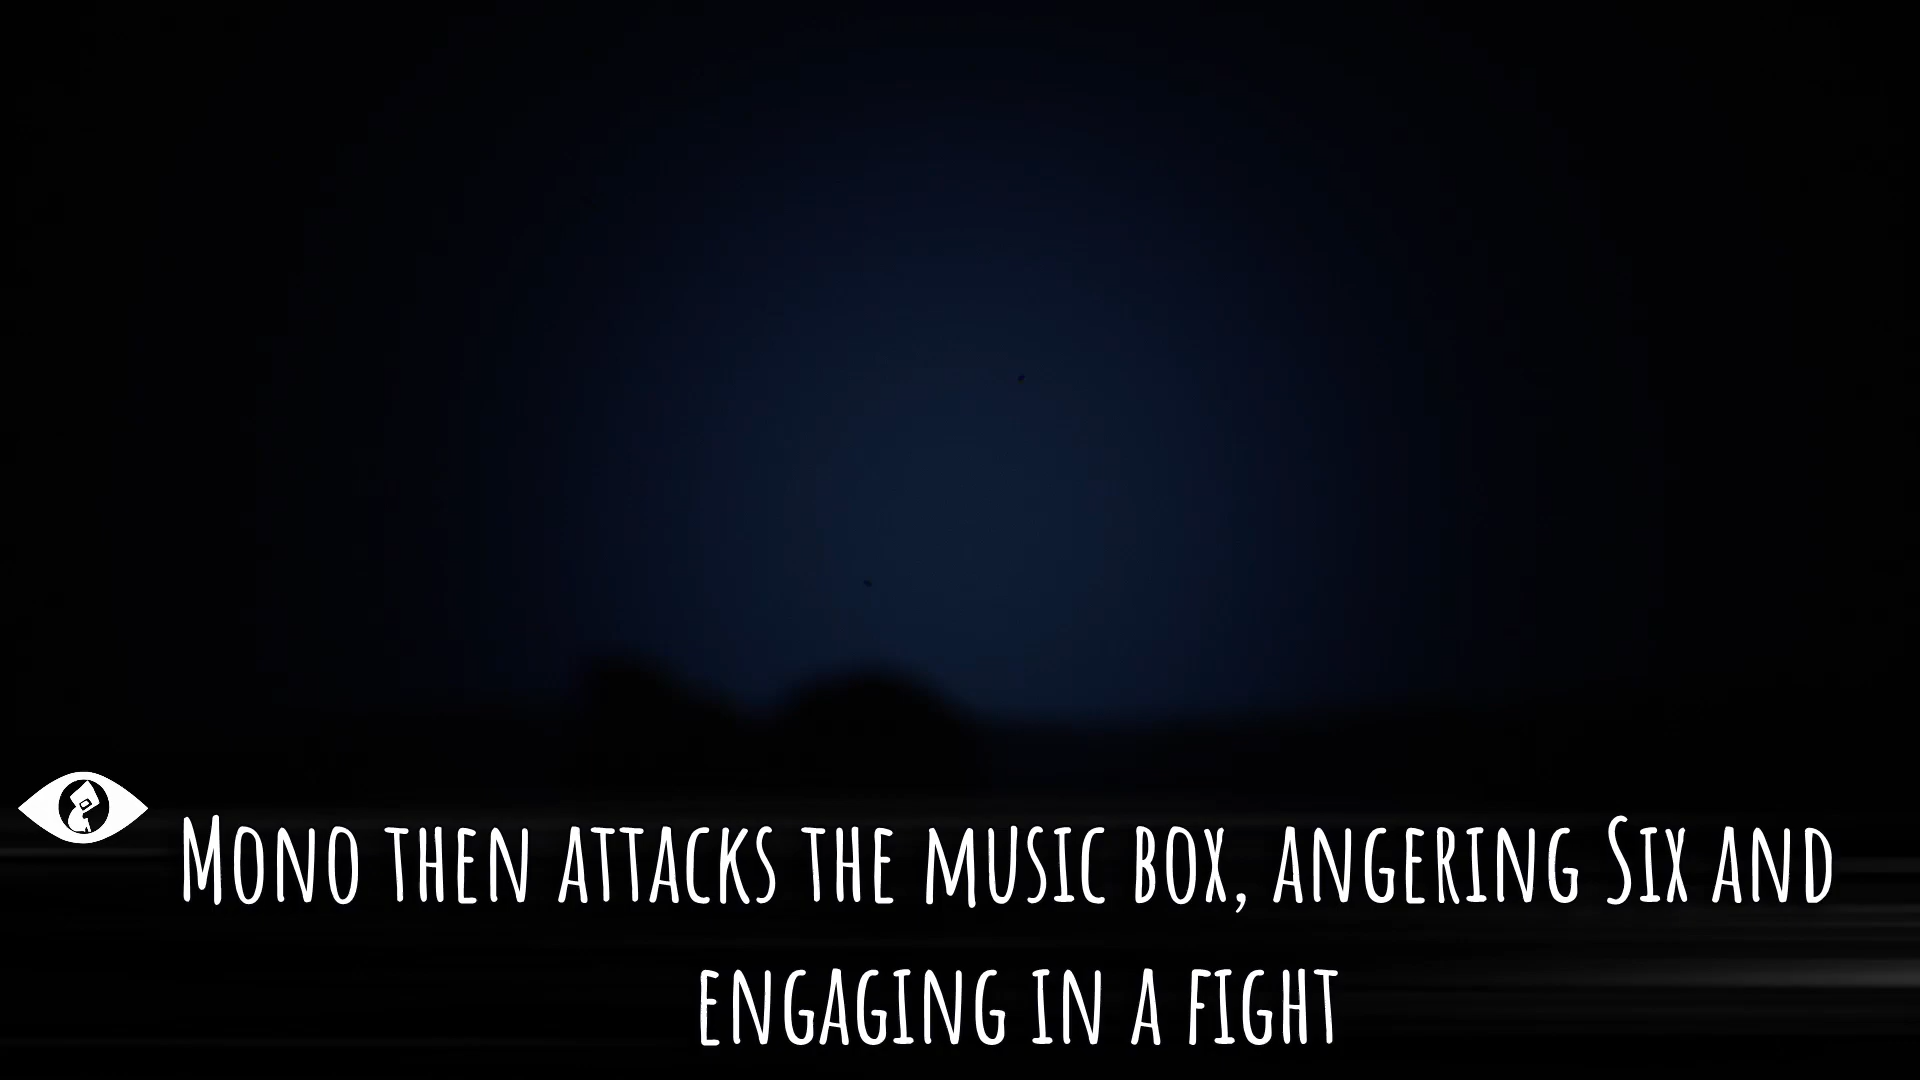 Mono then attacks the music box, angering Six and
engaging in a fight